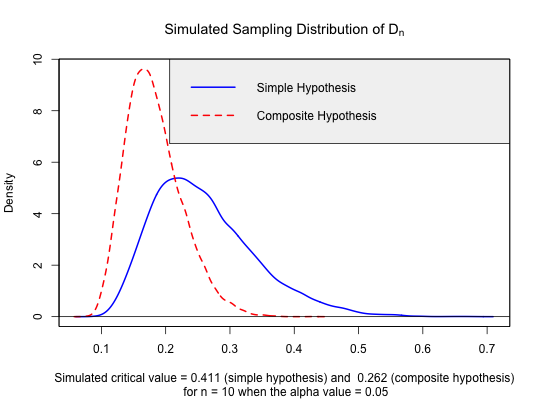 Simulated Sampling Distribution of Dn
10
8
6
4
2
0
Density
Simple Hypothesis
Composite Hypothesis
0.1 0.2 0.3 0.4 0.5 0.6 0.7
Simulated critical value = 0.411 (simple hypothesis) and 0.262 (composite hypothesis)
for n = 10 when the alpha value = 0.05